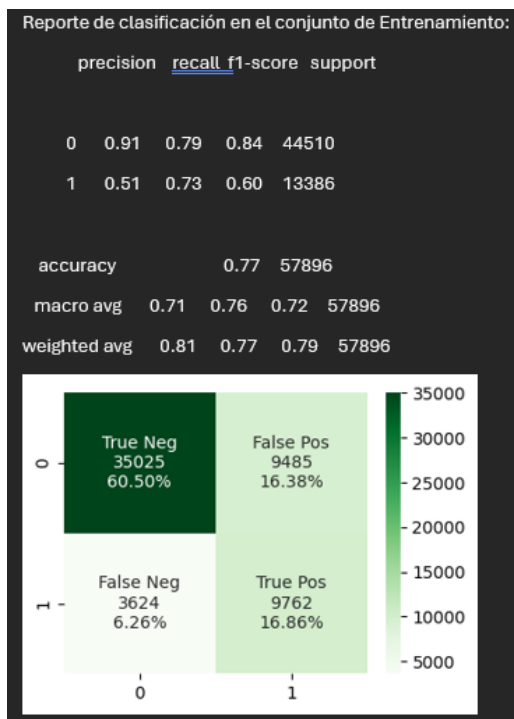 Reporte de clasificación en el conjunto de Entrenamiento:
precision recall f1-score support
0 0.91 0.79 0.84 44510
1 0.51 0.73 0.60 13386
accuracy 0.77 57896
macro avg 0.71 0.76 0.72 57896
weighted avg 0.81 0.77 0.79 57896
35000
True Neg False Pos
30000
0 35025 9485
60.50% 16.38%
25000
20000
15000
False Neg True Pos
1 3624 9762
10000
6.26% 16.86%
5000
0 1